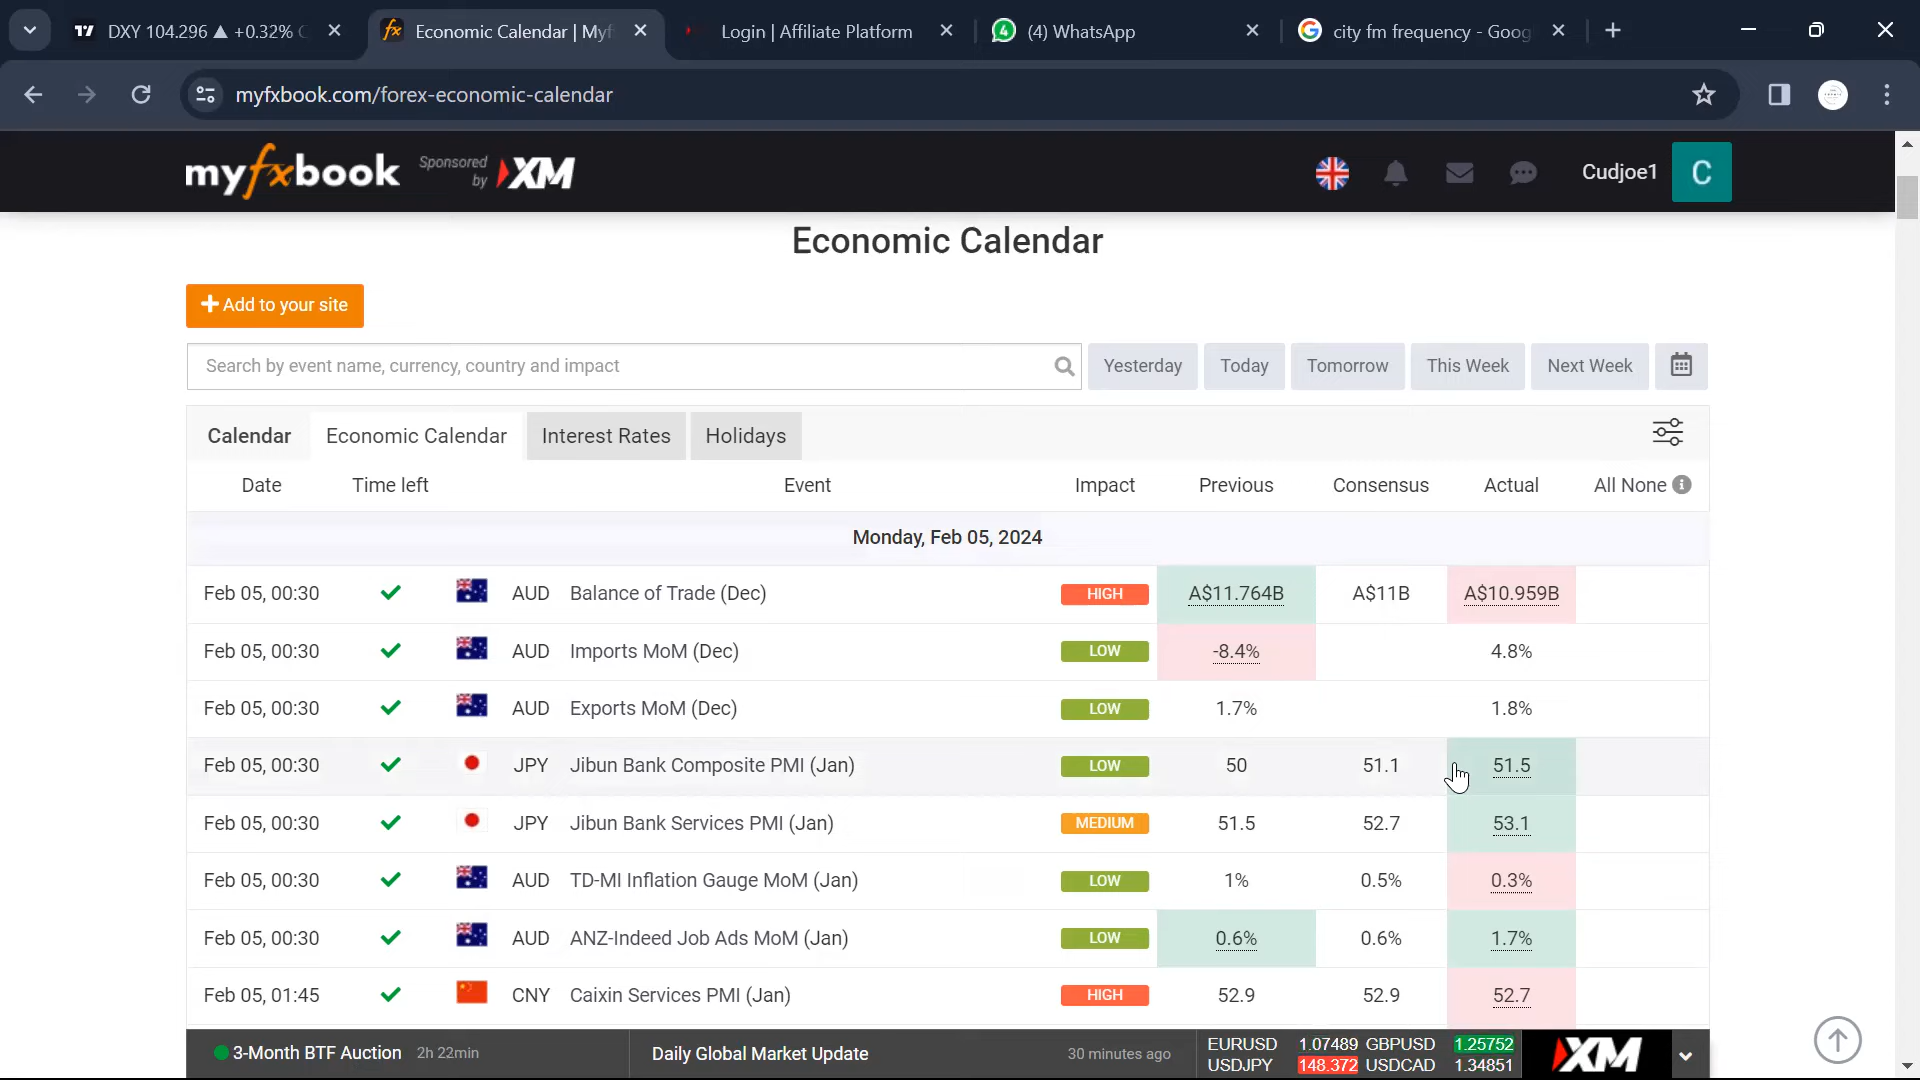 DXY 104.296 ▲ +0.32%
Economic Calendar | Myf
Login | Affiliate Platform
(4) WhatsApp
city fm frequency - Goog
myfxbook.com/forex-economic-calendar
myfxbook Sponsored by XM
Cudjoe1 C
Economic Calendar
+ Add to your site
Search by event name, currency, country and impact Yesterday Today Tomorrow This Week Next Week
Calendar Economic Calendar Interest Rates Holidays
Date Time left Event Impact Previous Consensus Actual All None
Monday, Feb 05, 2024
Feb 05, 00:30 AUD Balance of Trade (Dec) HIGH A$11.764B A$11B A$10.959B
Feb 05, 00:30 AUD Imports MoM (Dec) LOW -8.4% 4.8%
Feb 05, 00:30 AUD Exports MoM (Dec) LOW 1.7% 1.8%
Feb 05, 00:30 JPY Jibun Bank Composite PMI (Jan) LOW 50 51.1 51.5
Feb 05, 00:30 JPY Jibun Bank Services PMI (Jan) MEDIUM 51.5 52.7 53.1
Feb 05, 00:30 AUD TD-MI Inflation Gauge MoM (Jan) LOW 1% 0.5% 0.3%
Feb 05, 00:30 AUD ANZ-Indeed Job Ads MoM (Jan) LOW 0.6% 0.6% 1.7%
Feb 05, 01:45 CNY Caixin Services PMI (Jan) HIGH 52.9 52.9 52.7
3-Month BTF Auction 2h 22min Daily Global Market Update 30 minutes ago
EURUSD 1.07489 GBPUSD 1.25752
USDJPY 148.372 USDCAD 1.34851
XM